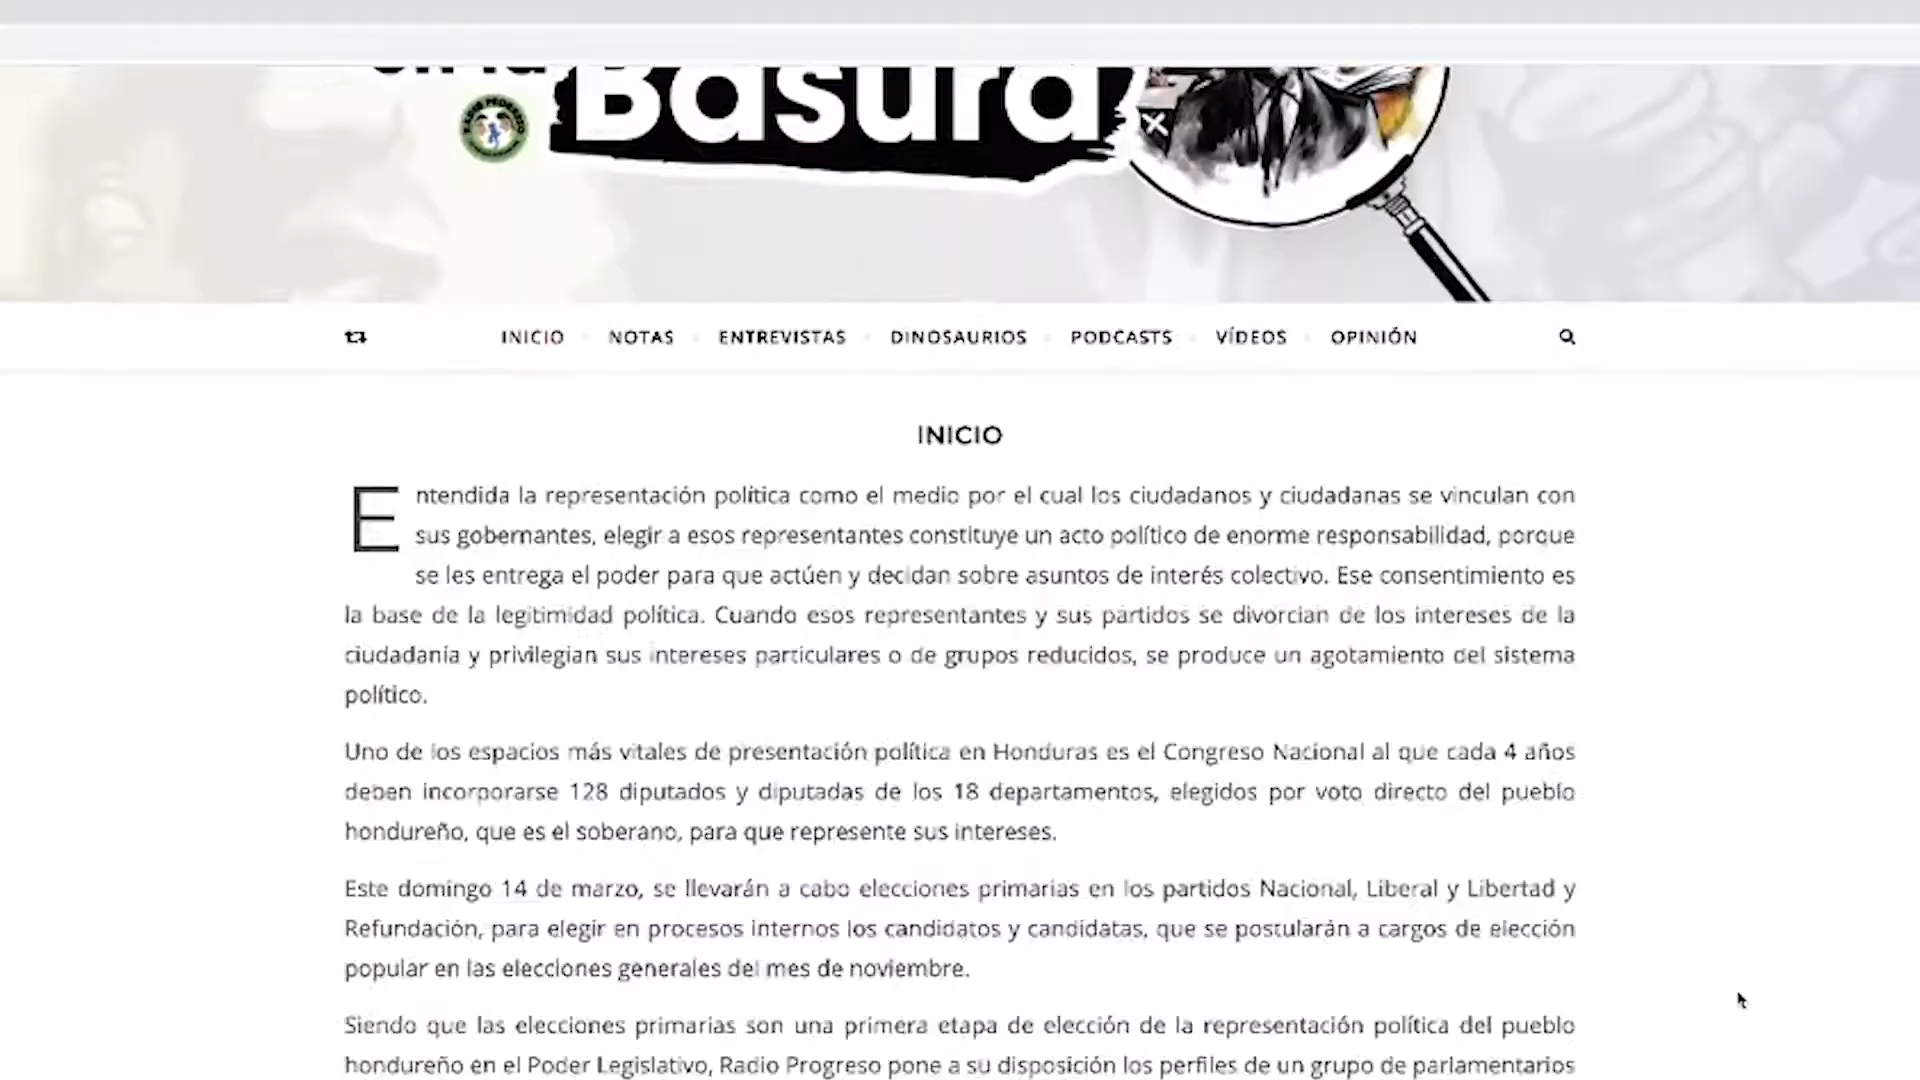 Basura
RADIO PROGRESO
INICIO NOTAS ENTREVISTAS DINOSAURIOS PODCASTS VÍDEOS OPINIÓN
INICIO
Entendida la representación política como el medio por el cual los ciudadanos y ciudadanas se vinculan con
sus gobernantes, elegir a esos representantes constituye un acto político de enorme responsabilidad, porque
se les entrega el poder para que actúen y decidan sobre asuntos de interés colectivo. Ese consentimiento es
la base de la legitimidad política. Cuando esos representantes y sus partidos se divorcian de los intereses de la
ciudadanía y privilegian sus intereses particulares o de grupos reducidos, se produce un agotamiento del sistema
político.
Uno de los espacios más vitales de presentación política en Honduras es el Congreso Nacional al que cada 4 años
deben incorporarse 128 diputados y diputadas de los 18 departamentos, elegidos por voto directo del pueblo
hondureño, que es el soberano, para que represente sus intereses.
Este domingo 14 de marzo, se llevarán a cabo elecciones primarias en los partidos Nacional, Liberal y Libertad y
Refundación, para elegir en procesos internos los candidatos y candidatas, que se postularán a cargos de elección
popular en las elecciones generales del mes de noviembre.
Siendo que las elecciones primarias son una primera etapa de elección de la representación política del pueblo
hondureño en el Poder Legislativo, Radio Progreso pone a su disposición los perfiles de un grupo de parlamentarios